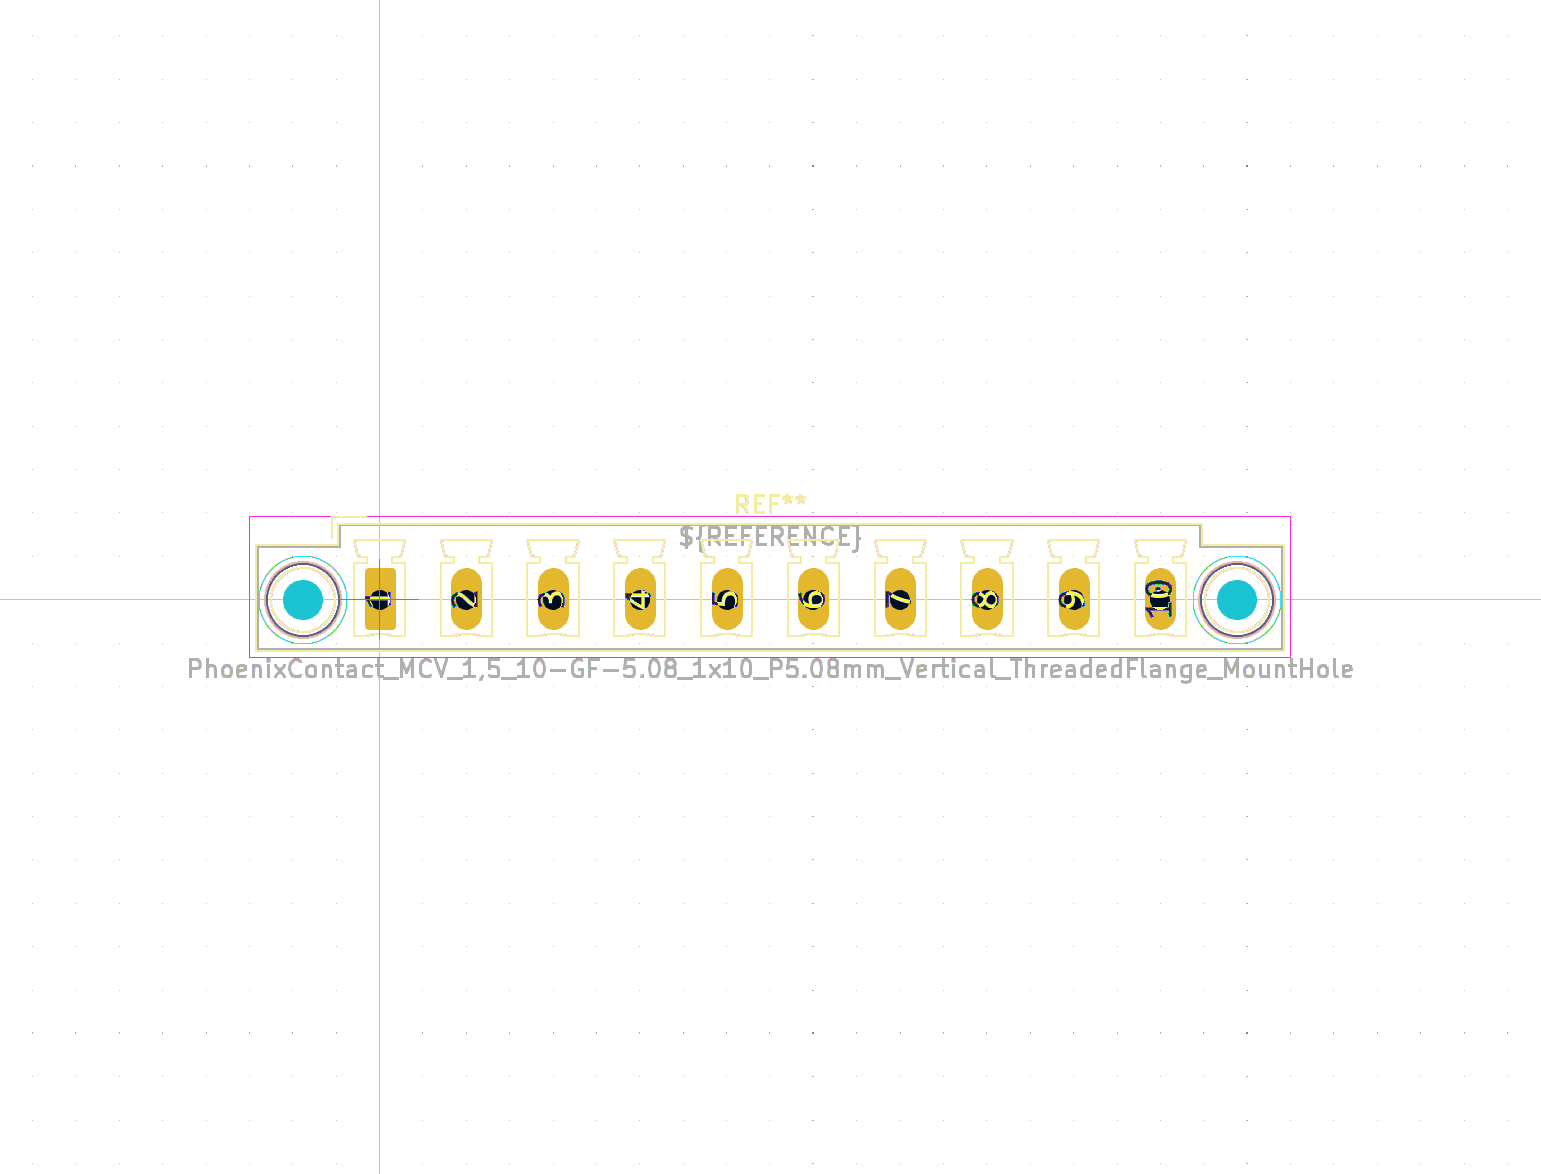 REF**
${REFERENCE}
1 2 3 4 5 6 7 8 9 10
PhoenixContact_MCV_1,5_10-GF-5.08_1x10_P5.08mm_Vertical_ThreadedFlange_MountHole